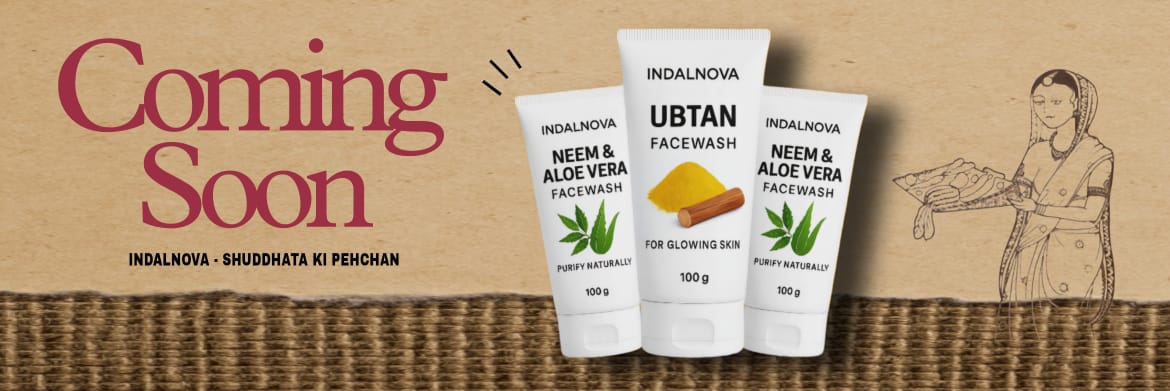 Coming
Soon
INDALNOVA - SHUDDHATA KI PEHCHAN
INDALNOVA
NEEM &
ALOE VERA
FACEWASH
PURIFY NATURALLY
100 g
INDALNOVA
UBTAN
FACEWASH
FOR GLOWING SKIN
100 g
INDALNOVA
NEEM &
ALOE VERA
FACEWASH
PURIFY NATURALLY
100 g